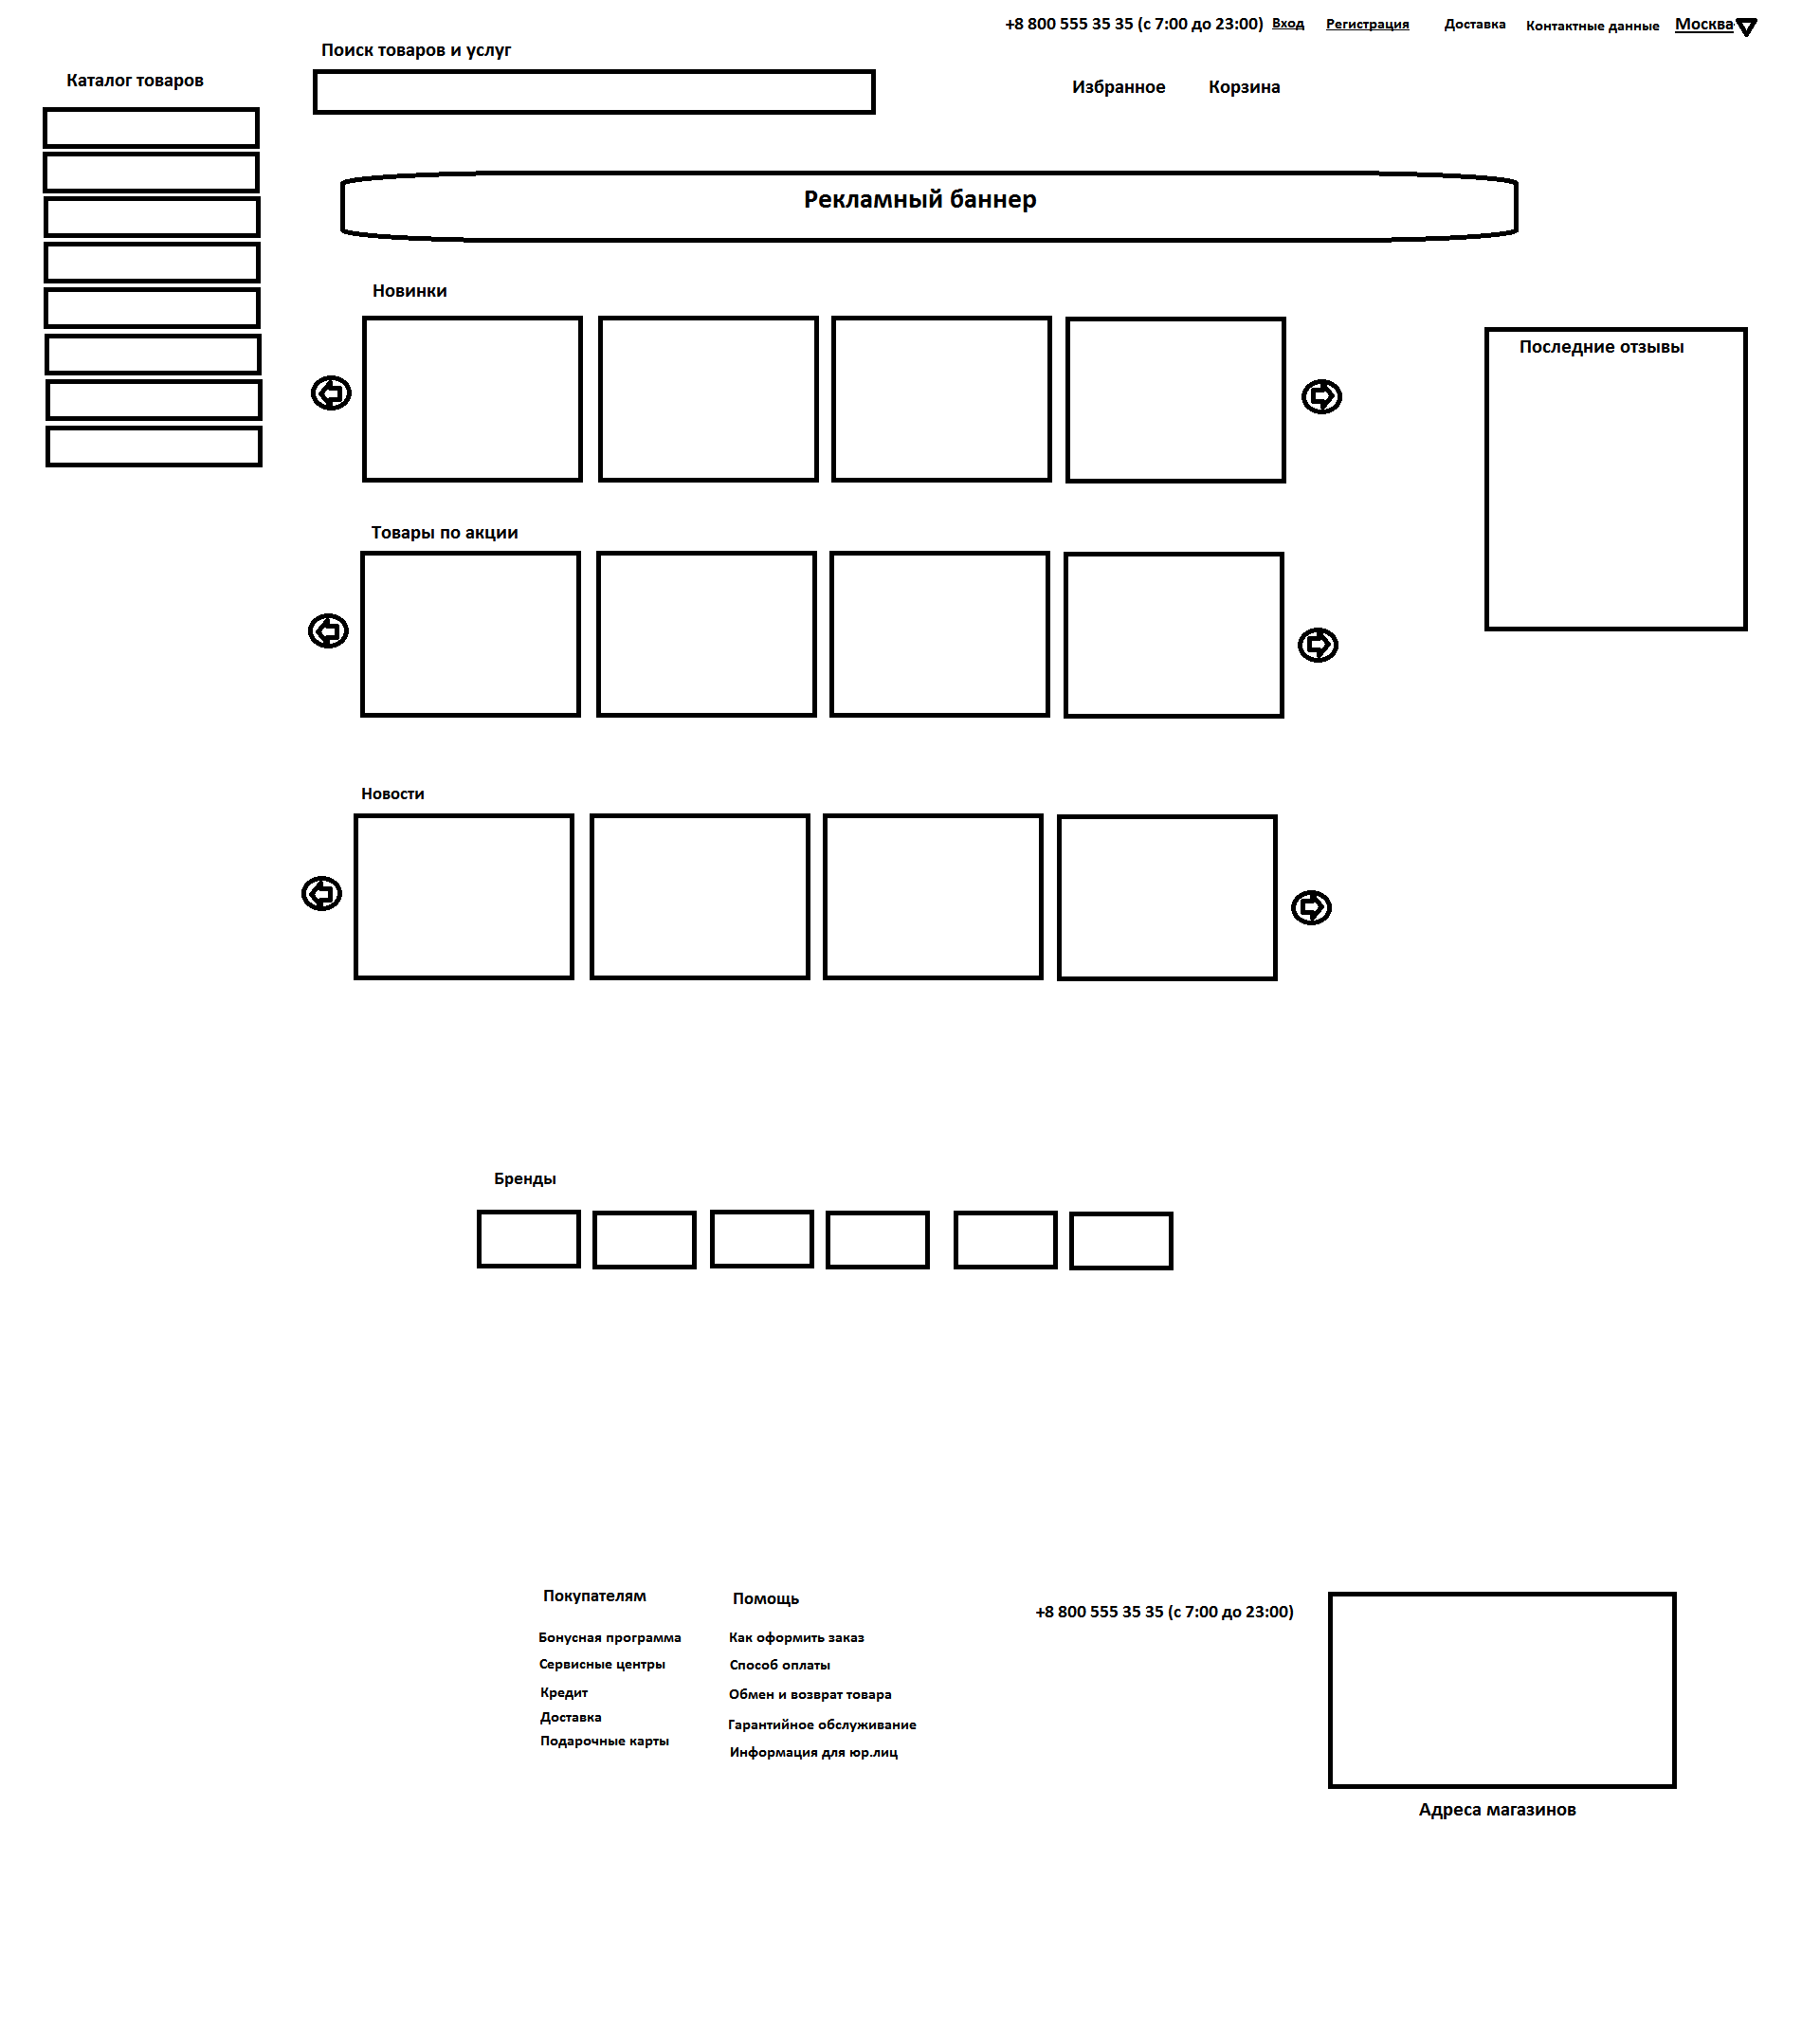 +8 800 555 35 35 (с 7:00 до 23:00) Вход Регистрация Доставка Контактные данные Москва
Поиск товаров и услуг
Каталог товаров
Избранное Корзина
Рекламный баннер
Новинки
Последние отзывы
Товары по акции
Новости
Бренды
Покупателям
Бонусная программа
Сервисные центры
Кредит
Доставка
Подарочные карты
Помощь
Как оформить заказ
Способ оплаты
Обмен и возврат товара
Гарантийное обслуживание
Информация для юр.лиц
+8 800 555 35 35 (с 7:00 до 23:00)
Адреса магазинов